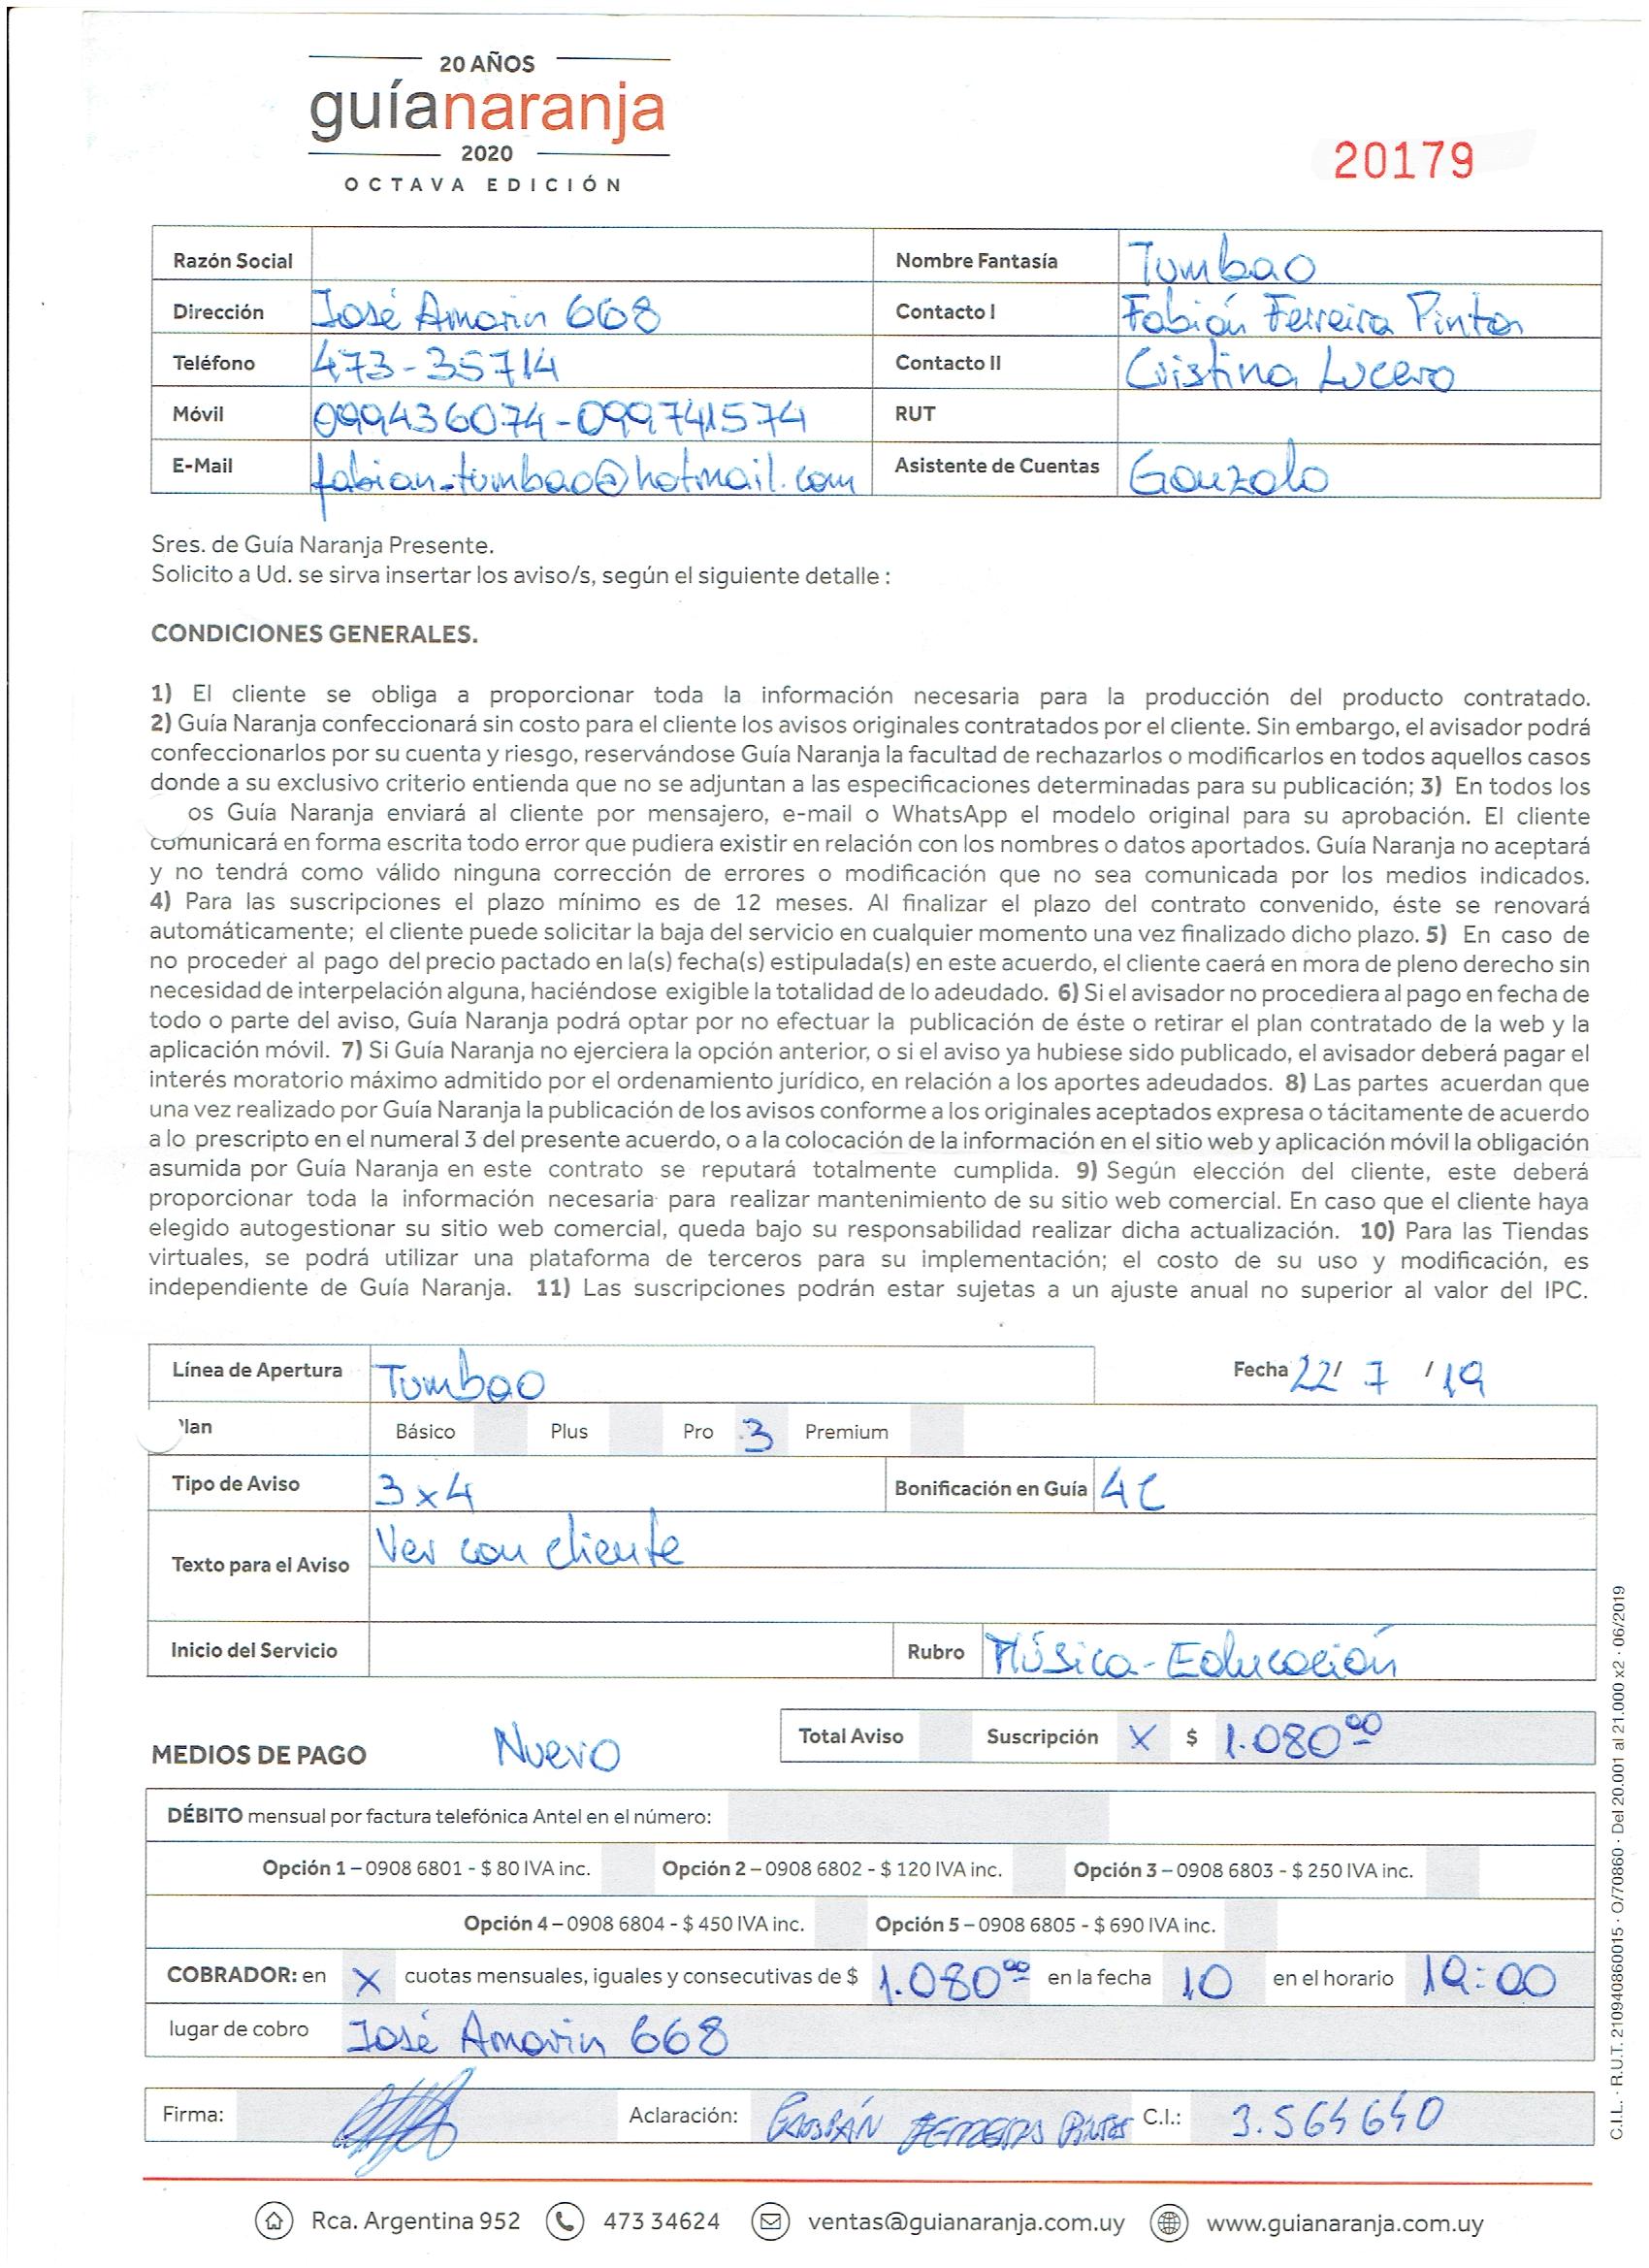 20 AÑOS
guíanaranja
2020
OCTAVA EDICIÓN
20179
Razón Social
Nombre Fantasía Tumbao
Dirección José Amorin 668
Contacto I Fabián Ferreira Pintos
Teléfono 473-35714
Contacto II Cristina Lucero
Móvil 099436074-099741574
RUT
E-Mail fabian-tumbao@hotmail.com
Asistente de Cuentas Gonzalo
Sres. de Guía Naranja Presente.
Solicito a Ud. se sirva insertar los aviso/s, según el siguiente detalle :
CONDICIONES GENERALES.
1) El cliente se obliga a proporcionar toda la información necesaria para la producción del producto contratado.
2) Guía Naranja confeccionará sin costo para el cliente los avisos originales contratados por el cliente. Sin embargo, el avisador podrá
confeccionarlos por su cuenta y riesgo, reservándose Guía Naranja la facultad de rechazarlos o modificarlos en todos aquellos casos
donde a su exclusivo criterio entienda que no se adjuntan a las especificaciones determinadas para su publicación; 3) En todos los
os Guía Naranja enviará al cliente por mensajero, e-mail o WhatsApp el modelo original para su aprobación. El cliente
comunicará en forma escrita todo error que pudiera existir en relación con los nombres o datos aportados. Guía Naranja no aceptará
y no tendrá como válido ninguna corrección de errores o modificación que no sea comunicada por los medios indicados.
4) Para las suscripciones el plazo mínimo es de 12 meses. Al finalizar el plazo del contrato convenido, éste se renovará
automáticamente; el cliente puede solicitar la baja del servicio en cualquier momento una vez finalizado dicho plazo. 5) En caso de
no proceder al pago del precio pactado en la(s) fecha(s) estipulada(s) en este acuerdo, el cliente caerá en mora de pleno derecho sin
necesidad de interpelación alguna, haciéndose exigible la totalidad de lo adeudado. 6) Si el avisador no procediera al pago en fecha de
todo o parte del aviso, Guía Naranja podrá optar por no efectuar la publicación de éste o retirar el plan contratado de la web y la
aplicación móvil. 7) Si Guía Naranja no ejerciera la opción anterior, o si el aviso ya hubiese sido publicado, el avisador deberá pagar el
interés moratorio máximo admitido por el ordenamiento jurídico, en relación a los aportes adeudados. 8) Las partes acuerdan que
una vez realizado por Guía Naranja la publicación de los avisos conforme a los originales aceptados expresa o tácitamente de acuerdo
a lo prescripto en el numeral 3 del presente acuerdo, o a la colocación de la información en el sitio web y aplicación móvil la obligación
asumida por Guía Naranja en este contrato se reputará totalmente cumplida. 9) Según elección del cliente, este deberá
proporcionar toda la información necesaria para realizar mantenimiento de su sitio web comercial. En caso que el cliente haya
elegido autogestionar su sitio web comercial, queda bajo su responsabilidad realizar dicha actualización. 10) Para las Tiendas
virtuales, se podrá utilizar una plataforma de terceros para su implementación; el costo de su uso y modificación, es
independiente de Guía Naranja. 11) Las suscripciones podrán estar sujetas a un ajuste anual no superior al valor del IPC.
Línea de Apertura Tumbao
Fecha 22/ 7 /19
lan Básico Plus Pro 3 Premium
Tipo de Aviso 3x4
Bonificación en Guía 4C
Texto para el Aviso Ver con cliente
Inicio del Servicio
Rubro Música-Educación
MEDIOS DE PAGO Nuevo
Total Aviso Suscripción X $ 1.080⁰⁰
DÉBITO mensual por factura telefónica Antel en el número:
Opción 1 – 0908 6801 - $ 80 IVA inc. Opción 2 – 0908 6802 - $ 120 IVA inc. Opción 3 – 0908 6803 - $ 250 IVA inc.
Opción 4 – 0908 6804 - $ 450 IVA inc. Opción 5 – 0908 6805 - $ 690 IVA inc.
COBRADOR: en X cuotas mensuales, iguales y consecutivas de $ 1.080⁰⁰ en la fecha 10 en el horario 19:00
lugar de cobro José Amorin 668
Firma:
Aclaración: FABIÁN FERREIRA PINTOS
C.I.: 3.564640
Rca. Argentina 952 473 34624 ventas@guianaranja.com.uy www.guianaranja.com.uy
C.I.L. · R.U.T. 210940860015 · O/70860 · Del 20.001 al 21.000 x2 · 06/2019